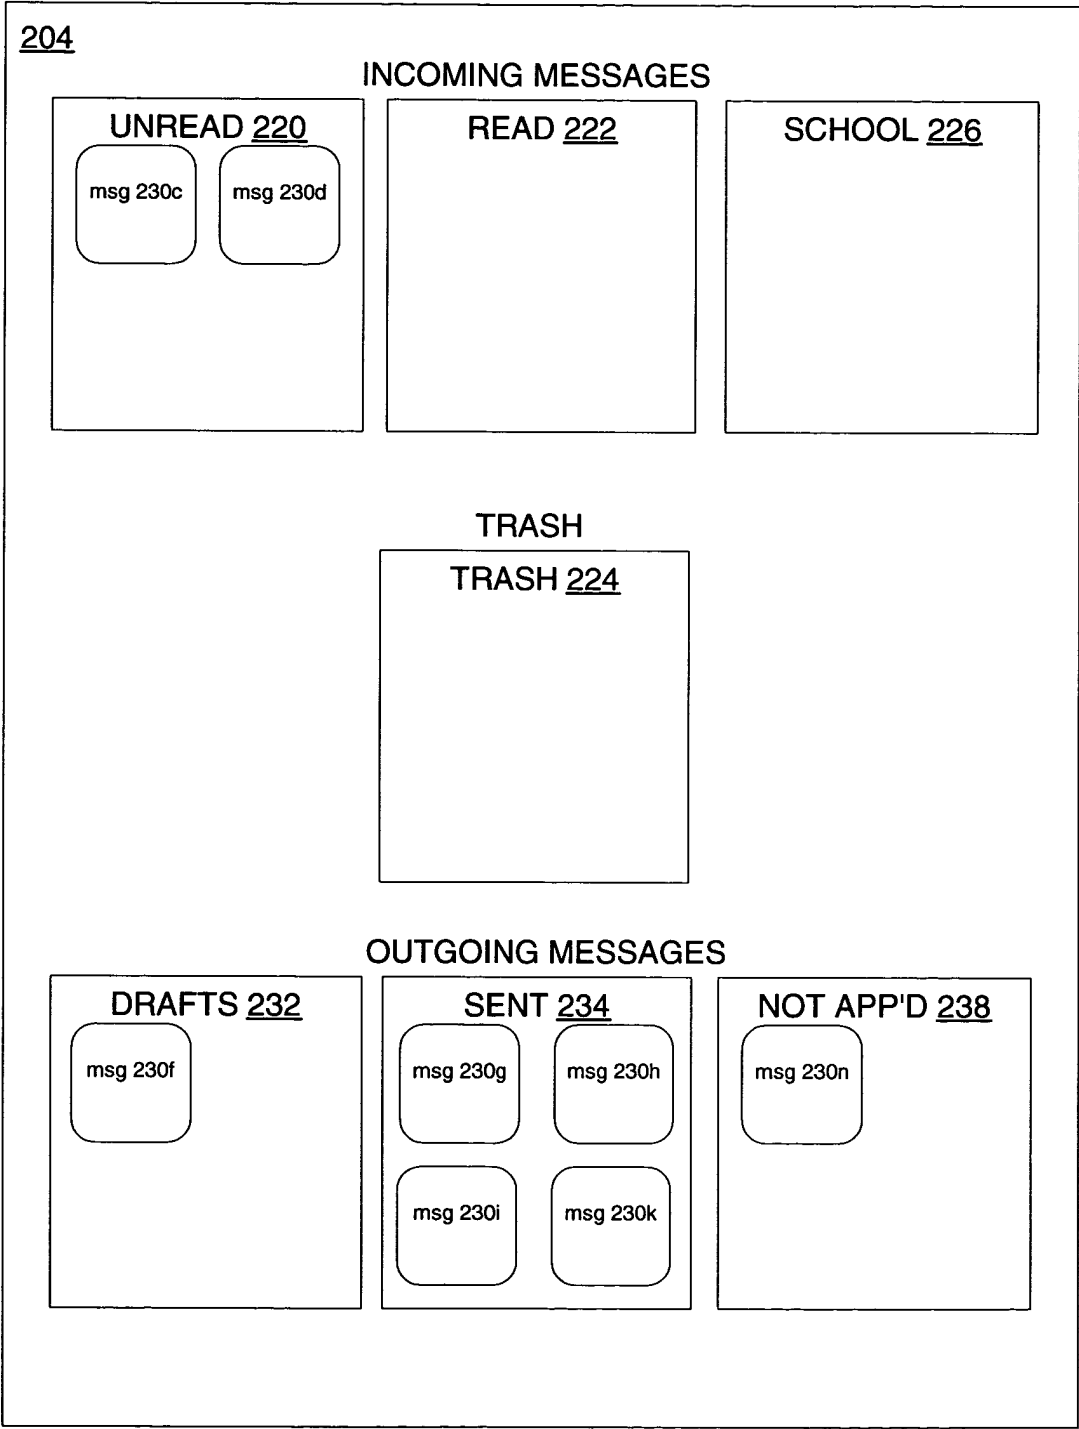 204
INCOMING MESSAGES
UNREAD 220
READ 222
SCHOOL 226
msg 230c
msg 230d
TRASH
TRASH 224
OUTGOING MESSAGES
DRAFTS 232
SENT 234
NOT APP'D 238
msg 230f
msg 230g
msg 230h
msg 230n
msg 230i
msg 230k